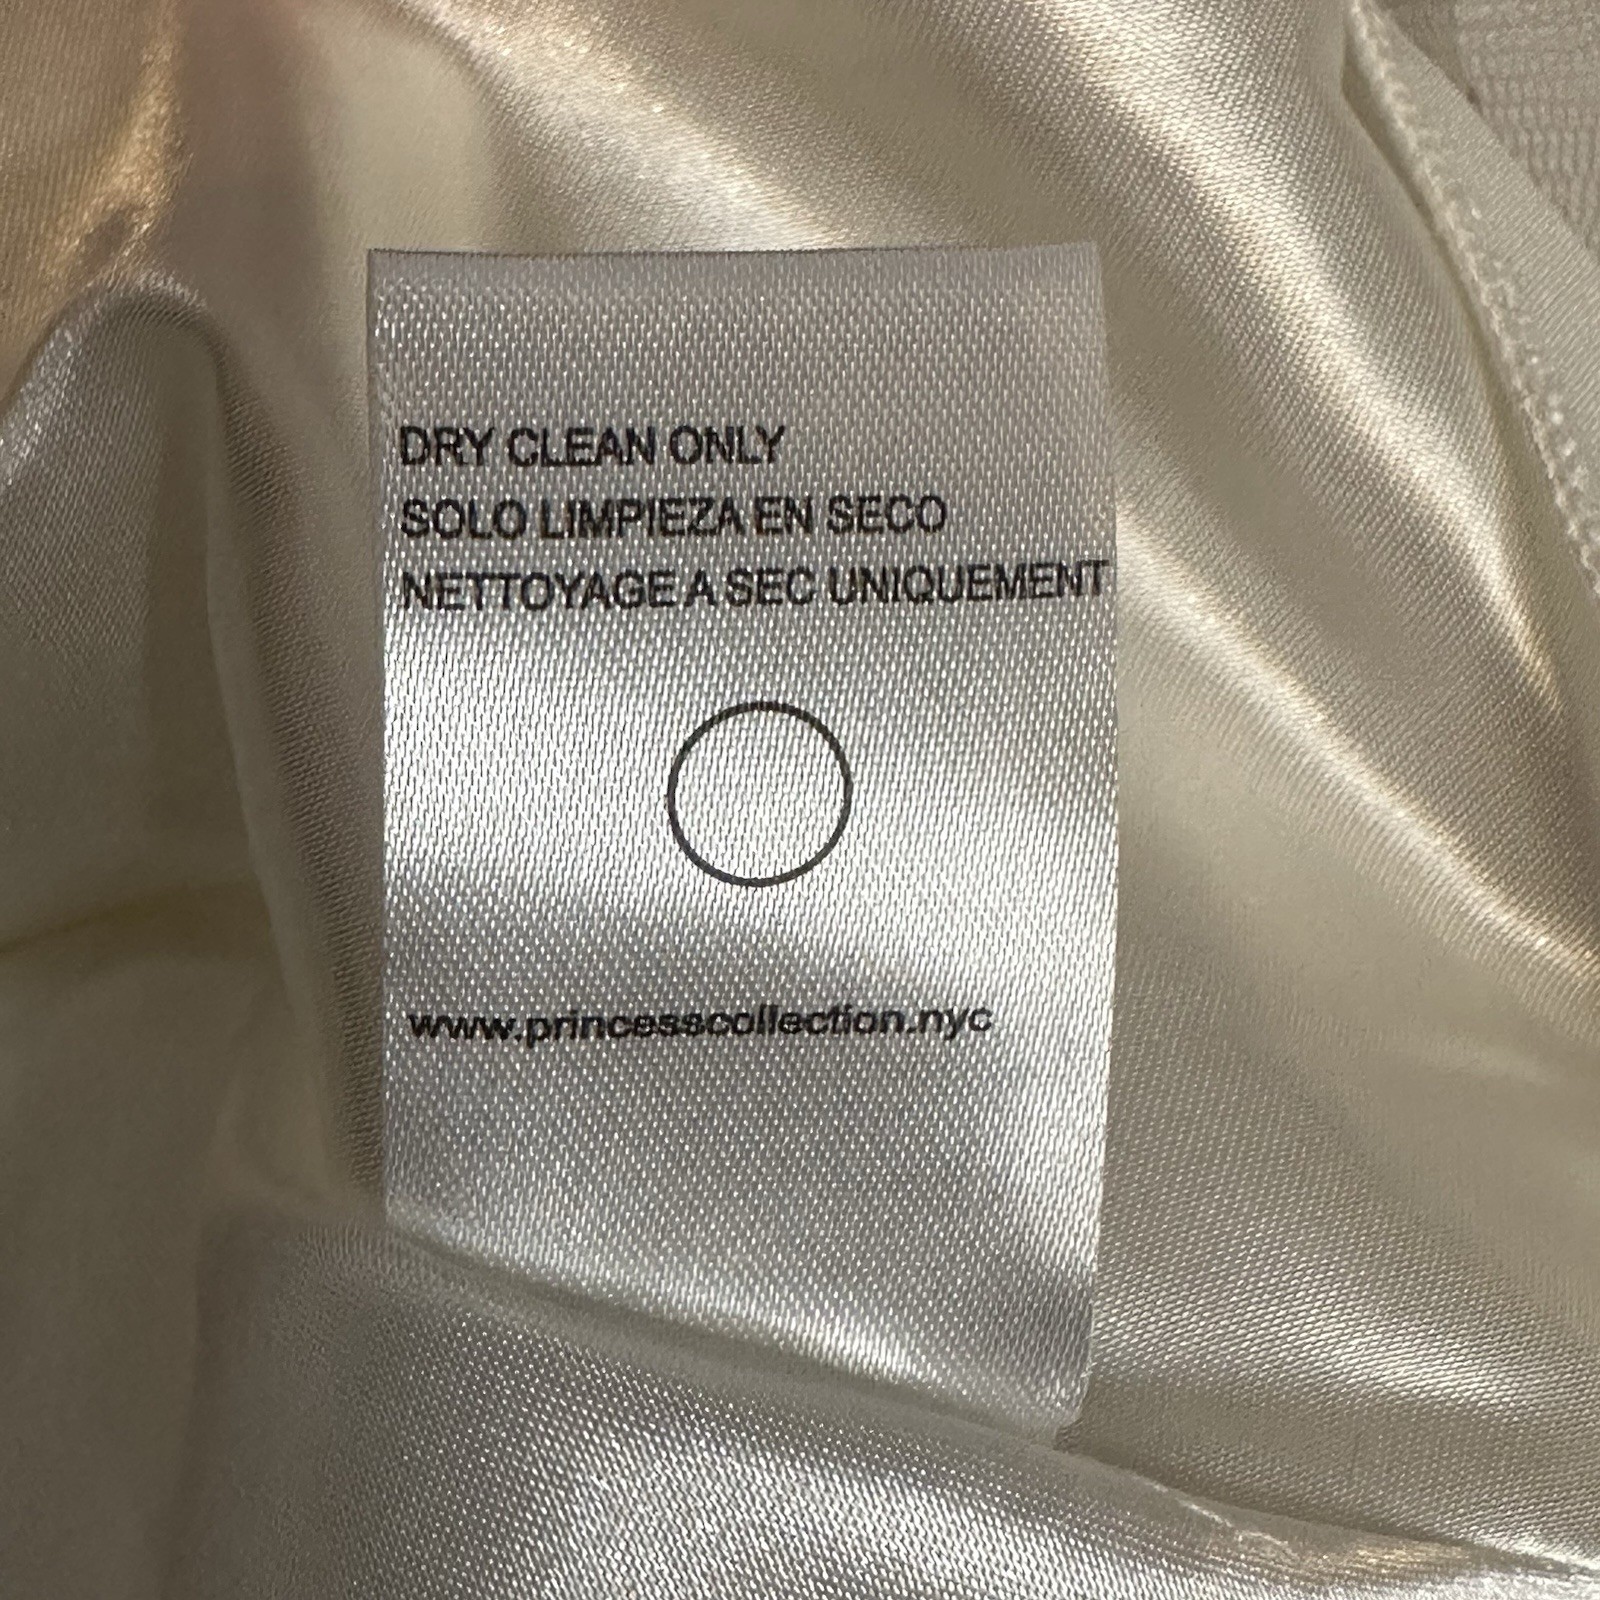 DRY CLEAN ONLY
SOLO LIMPIEZA EN SECO
NETTOYAGE A SEC UNIQUEMENT
www.princesscollection.nyc